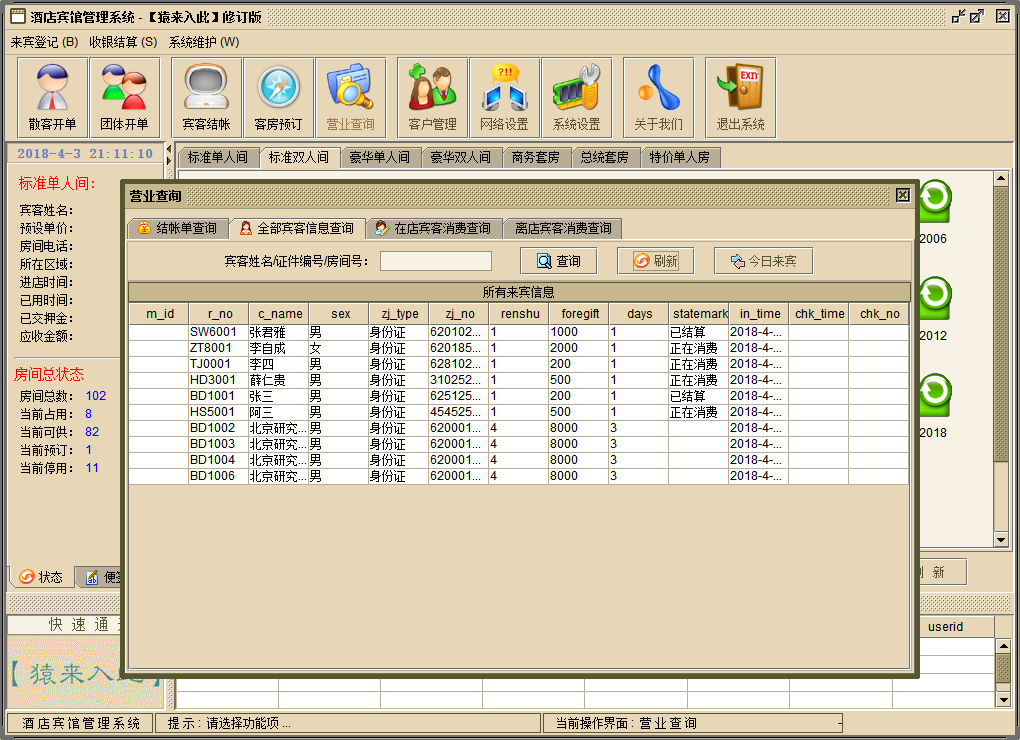 酒店宾馆管理系统 - 【猿来入此】修订版
来宾登记 (B) 收银结算 (S) 系统维护 (W)
散客开单 团体开单 宾客结帐 客房预订 营业查询 客户管理 网络设置 系统设置 关于我们 退出系统
EXIT
2018-4-3 21:11:10
标准单人间 标准双人间 豪华单人间 豪华双人间 商务套房 总统套房 特价单人房
标准单人间:
宾客姓名:
预设单价:
房间电话:
所在区域:
进店时间:
已用时间:
已交押金:
应收金额:
房间总状态
房间总数: 102
当前占用: 8
当前可供: 82
当前预订: 1
当前停用: 11
状态
快 速 通
【猿来入此】
2006
2012
2018
新
userid
营业查询
结帐单查询 全部宾客信息查询 在店宾客消费查询 离店宾客消费查询
宾客姓名/证件编号/房间号: 查询 刷新 今日来宾
所有来宾信息
m_id r_no c_name sex zj_type zj_no renshu foregift days statemark in_time chk_time chk_no
SW6001 张君雅 男 身份证 620102... 1 1000 1 已结算 2018-4-...
ZT8001 李自成 女 身份证 620185... 1 2000 1 正在消费 2018-4-...
TJ0001 李四 男 身份证 628102... 1 200 1 正在消费 2018-4-...
HD3001 薛仁贵 男 身份证 310252... 1 500 1 正在消费 2018-4-...
BD1001 张三 男 身份证 625125... 1 200 1 已结算 2018-4-...
HS5001 阿三 男 身份证 454525... 1 500 1 正在消费 2018-4-...
BD1002 北京研究... 男 身份证 620001... 4 8000 3 2018-4-...
BD1003 北京研究... 男 身份证 620001... 4 8000 3 2018-4-...
BD1004 北京研究... 男 身份证 620001... 4 8000 3 2018-4-...
BD1006 北京研究... 男 身份证 620001... 4 8000 3 2018-4-...
酒店宾馆管理系统 提示 : 请选择功能项 ... 当前操作界面 : 营业查询